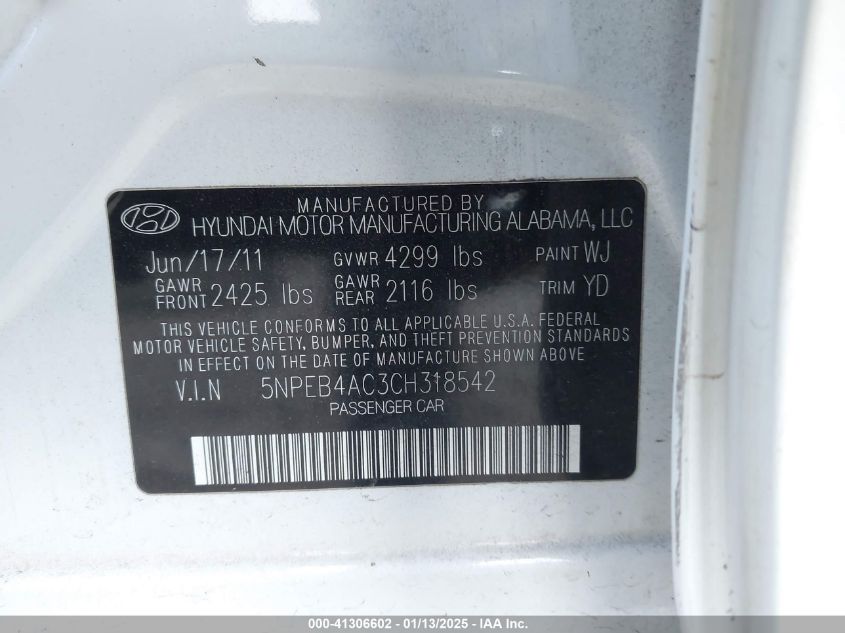 MANUFACTURED BY
HYUNDAI MOTOR MANUFACTURING ALABAMA, LLC
Jun/17/11 GVWR 4299 lbs PAINT WJ
GAWR FRONT 2425 lbs GAWR REAR 2116 lbs TRIM YD
THIS VEHICLE CONFORMS TO ALL APPLICABLE U.S.A. FEDERAL
MOTOR VEHICLE SAFETY, BUMPER, AND THEFT PREVENTION STANDARDS
IN EFFECT ON THE DATE OF MANUFACTURE SHOWN ABOVE
V.I.N 5NPEB4AC3CH318542
PASSENGER CAR
000-41306602 - 01/13/2025 - IAA Inc.